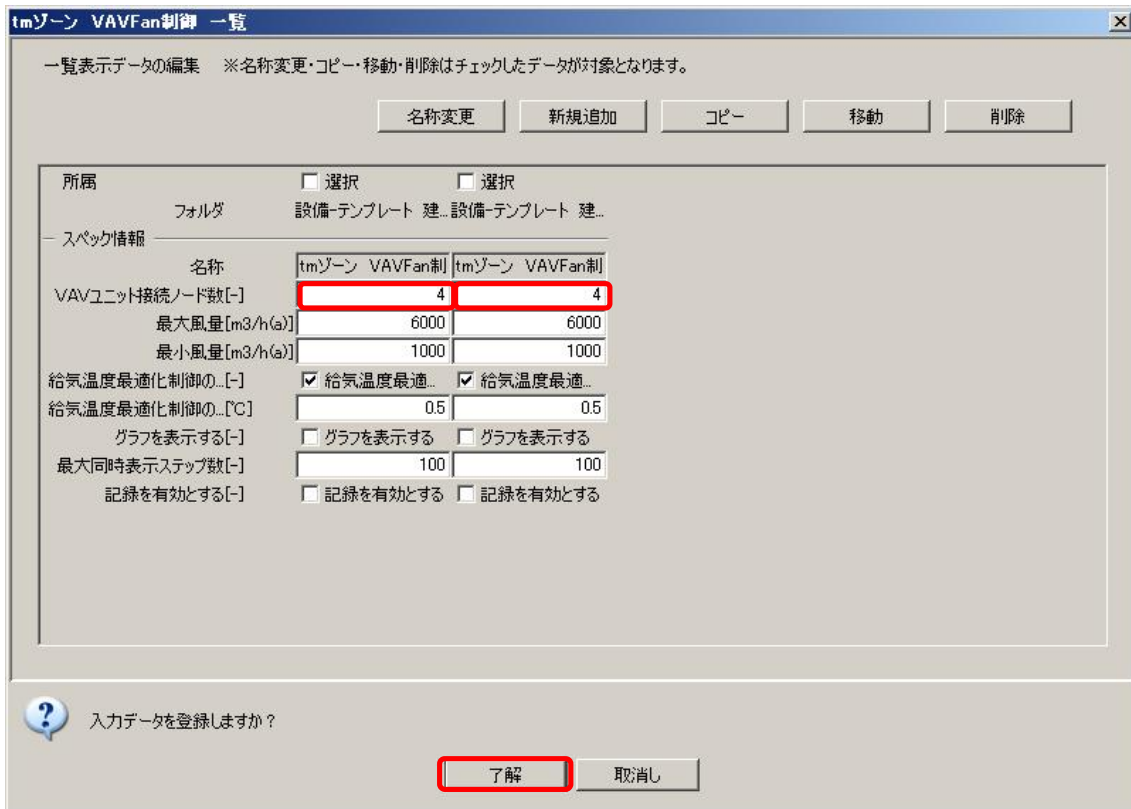 tmゾーン VAVFan制御 一覧
一覧表示データの編集 ※名称変更・コピー・移動・削除はチェックしたデータが対象となります。
名称変更 新規追加 コピー 移動 削除
所属 選択 選択
フォルダ 設備-テンプレート 建... 設備-テンプレート 建...
スペック情報
名称 tmゾーン VAVFan制 tmゾーン VAVFan制
VAVユニット接続ノード数[-] 4 4
最大風量[m3/h(a)] 6000 6000
最小風量[m3/h(a)] 1000 1000
給気温度最適化制御の...[-] 給気温度最適... 給気温度最適...
給気温度最適化制御の...[℃] 0.5 0.5
グラフを表示する[-] グラフを表示する グラフを表示する
最大同時表示ステップ数[-] 100 100
記録を有効とする[-] 記録を有効とする 記録を有効とする
入力データを登録しますか?
了解 取消し